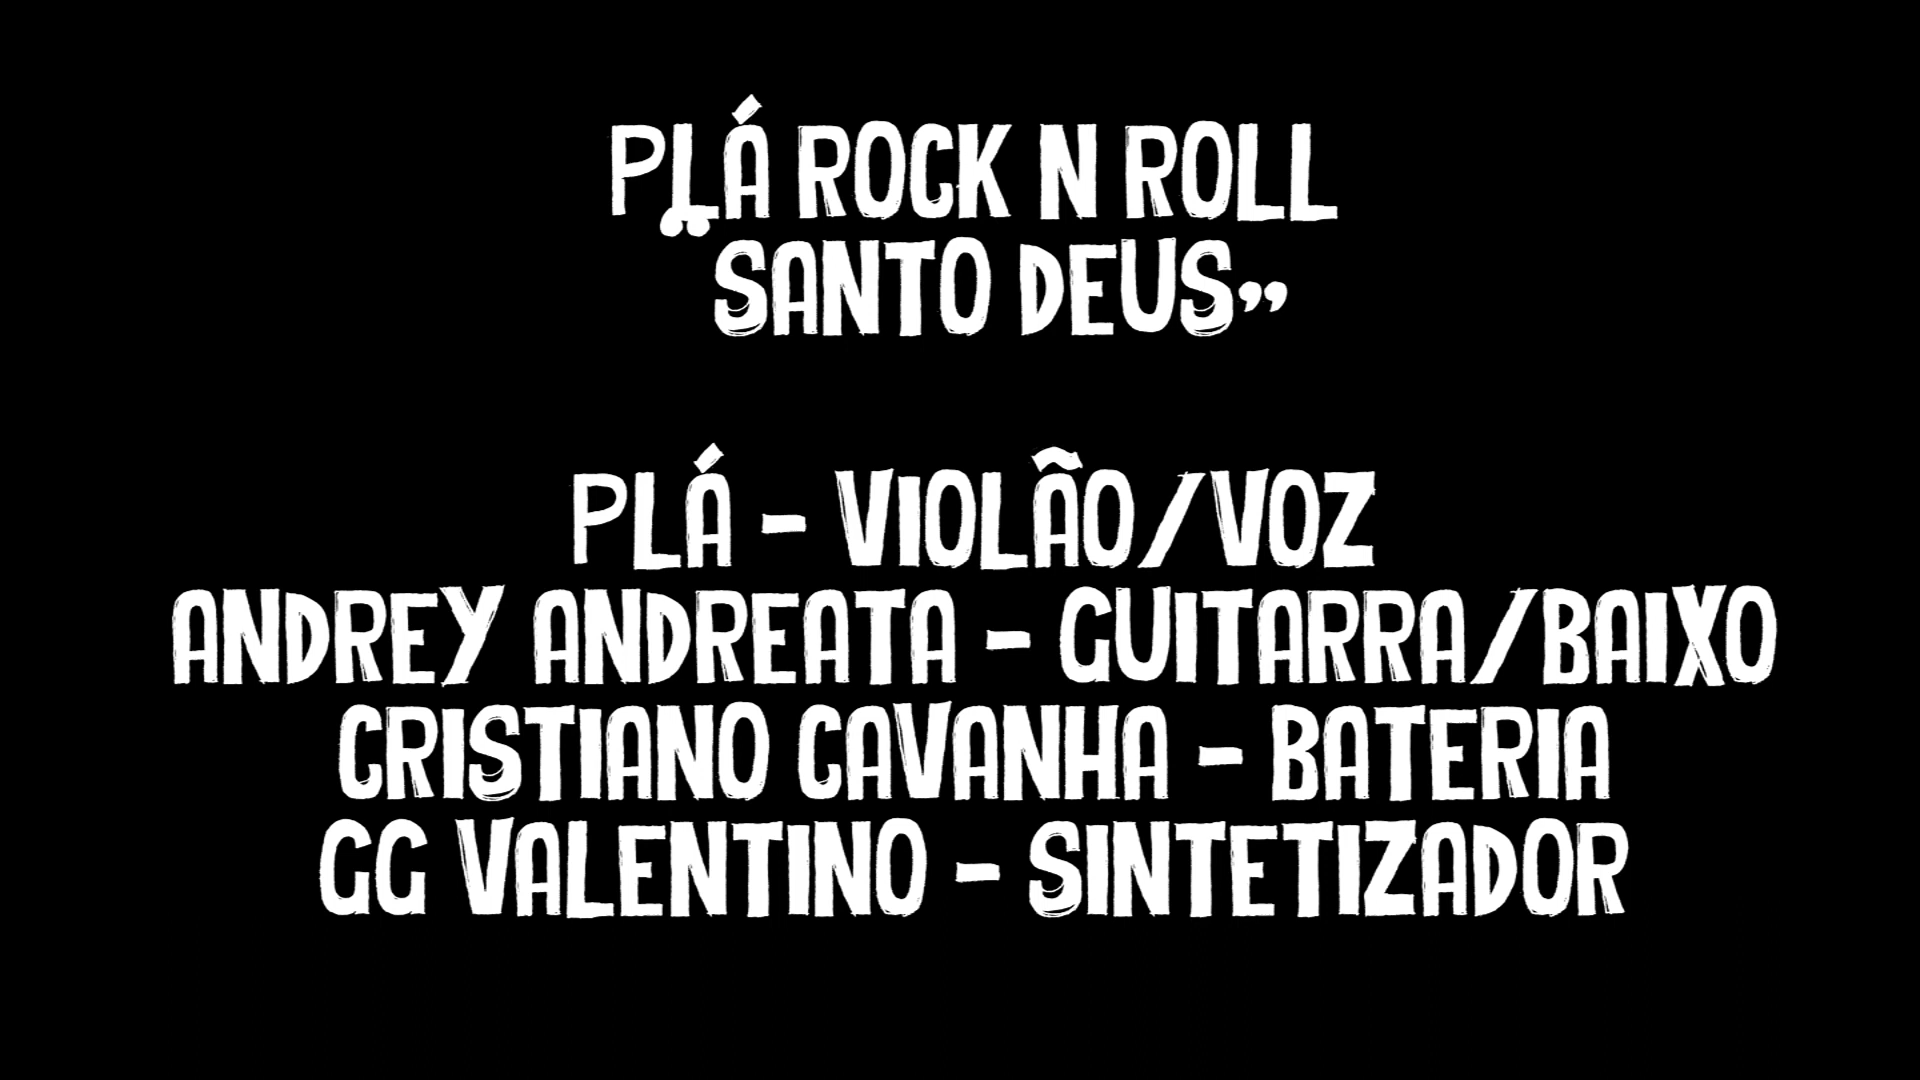 PLÁ ROCK N ROLL
“SANTO DEUS”
PLÁ - VIOLÃO/VOZ
ANDREY ANDREATA - GUITARRA/BAIXO
CRISTIANO CAVANHA - BATERIA
GG VALENTINO - SINTETIZADOR